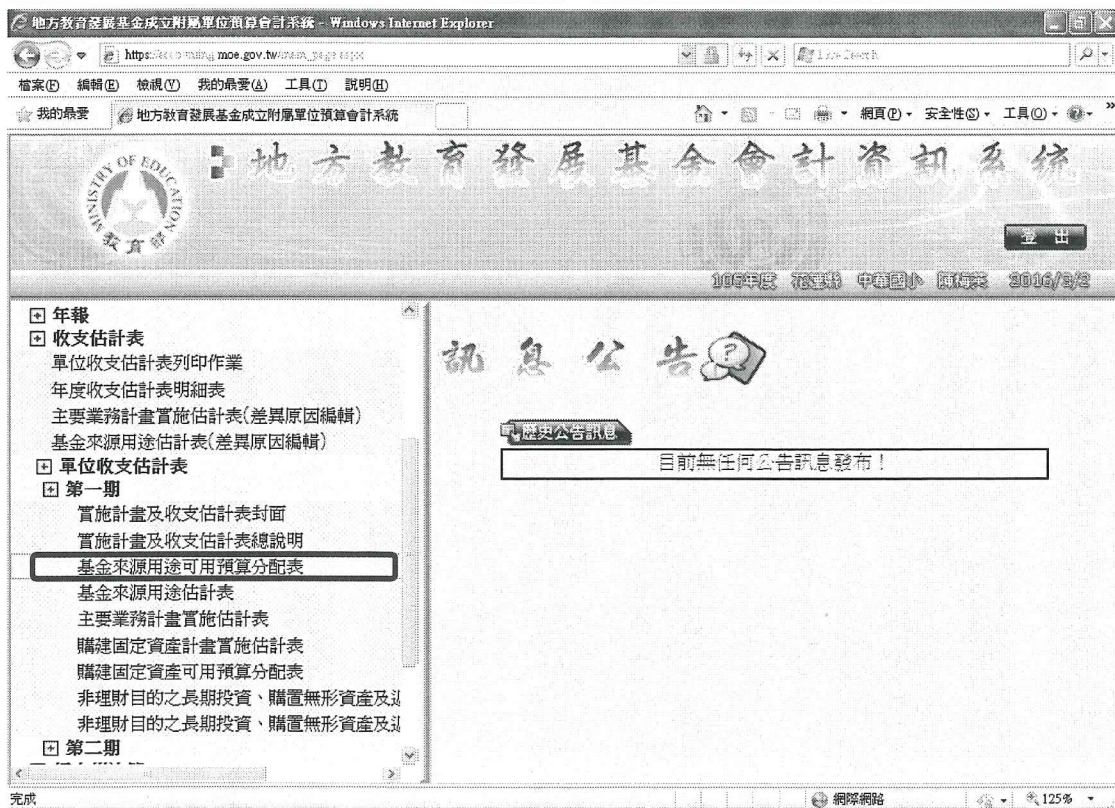 地方教育發展基金成立附屬單位預算會計系統 - Windows Internet Explorer
moe.gov.tw
檔案(F) 編輯(E) 檢視(V) 我的最愛(A) 工具(T) 說明(H)
我的最愛 地方教育發展基金成立附屬單位預算會計系統 網頁(P) 安全性(S) 工具(O) »
MINISTRY OF EDUCATION 教育部
地方教育發展基金會計資訊系統
登 出
105年度 花蓮縣 中華國小 2016/3/2
年報
收支估計表
單位收支估計表列印作業
年度收支估計表明細表
主要業務計畫實施估計表(差異原因編輯)
基金來源用途估計表(差異原因編輯)
單位收支估計表
第一期
實施計畫及收支估計表封面
實施計畫及收支估計表總說明
基金來源用途可用預算分配表
基金來源用途估計表
主要業務計畫實施估計表
購建固定資產計畫實施估計表
購建固定資產可用預算分配表
非理財目的之長期投資、購置無形資產及
非理財目的之長期投資、購置無形資產及
第二期
訊息公告
歷史公告訊息
目前無任何公告訊息發布！
完成 網際網路 125%